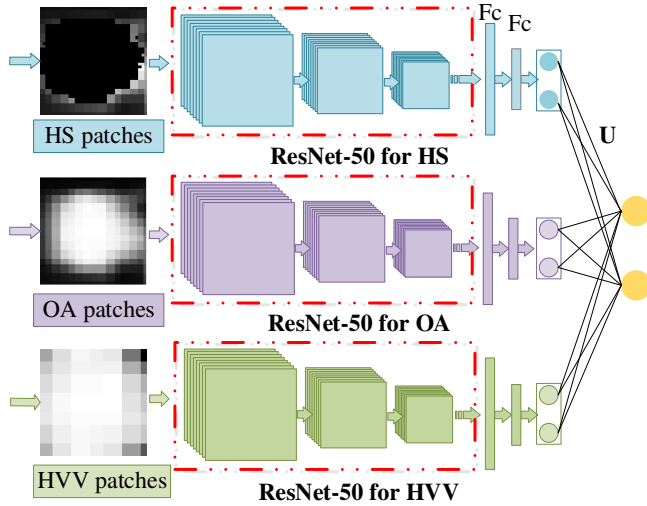 Fc
Fc
HS patches
ResNet-50 for HS
U
OA patches
ResNet-50 for OA
HVV patches
ResNet-50 for HVV